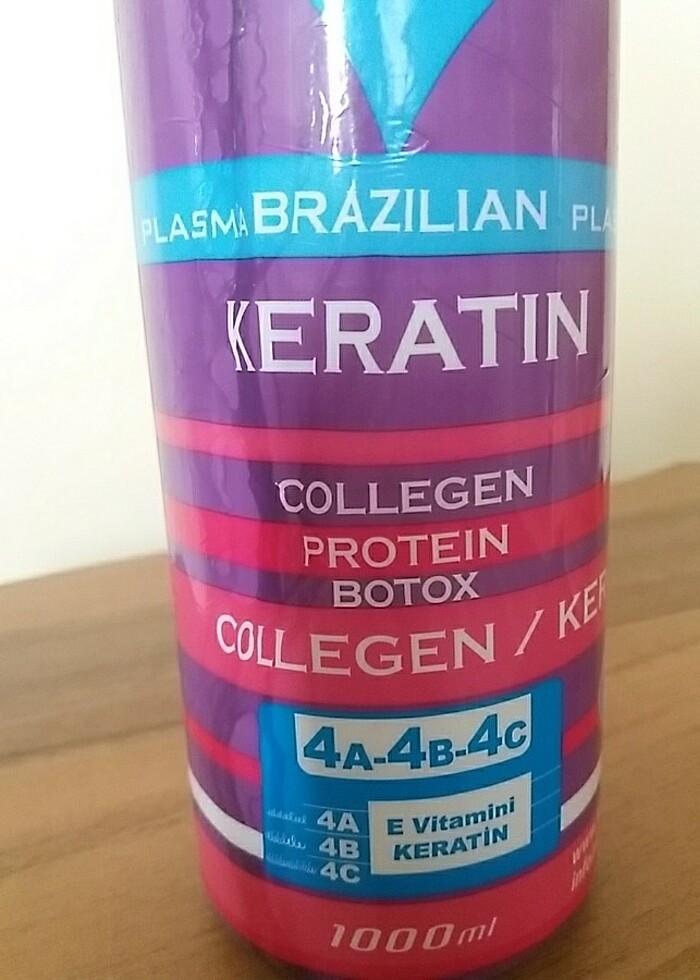 PLASMA BRAZILIAN
KERATIN
COLLEGEN
PROTEIN
BOTOX
COLLEGEN /
4A-4B-4C
4A
4B
4C
E Vitamini
KERATİN
1000ml